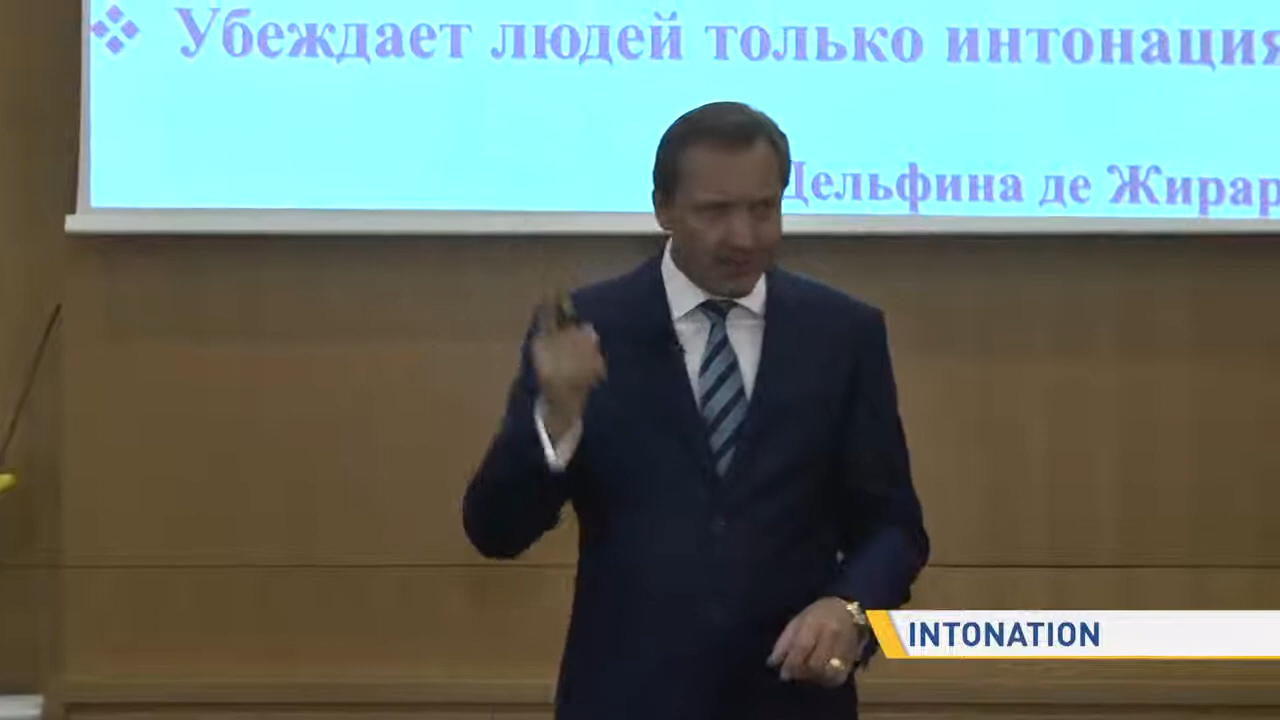 Убеждает людей только интонация
Дельфина де Жирар
INTONATION